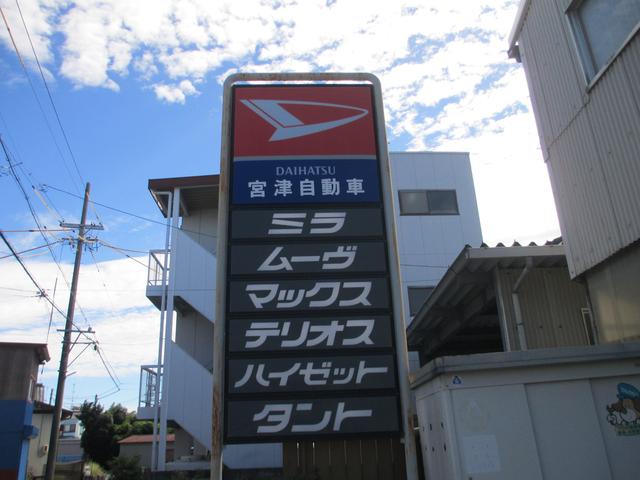 DAIHATSU
宮津自動車
ミラ
ムーヴ
マックス
テリオス
ハイゼット
タント